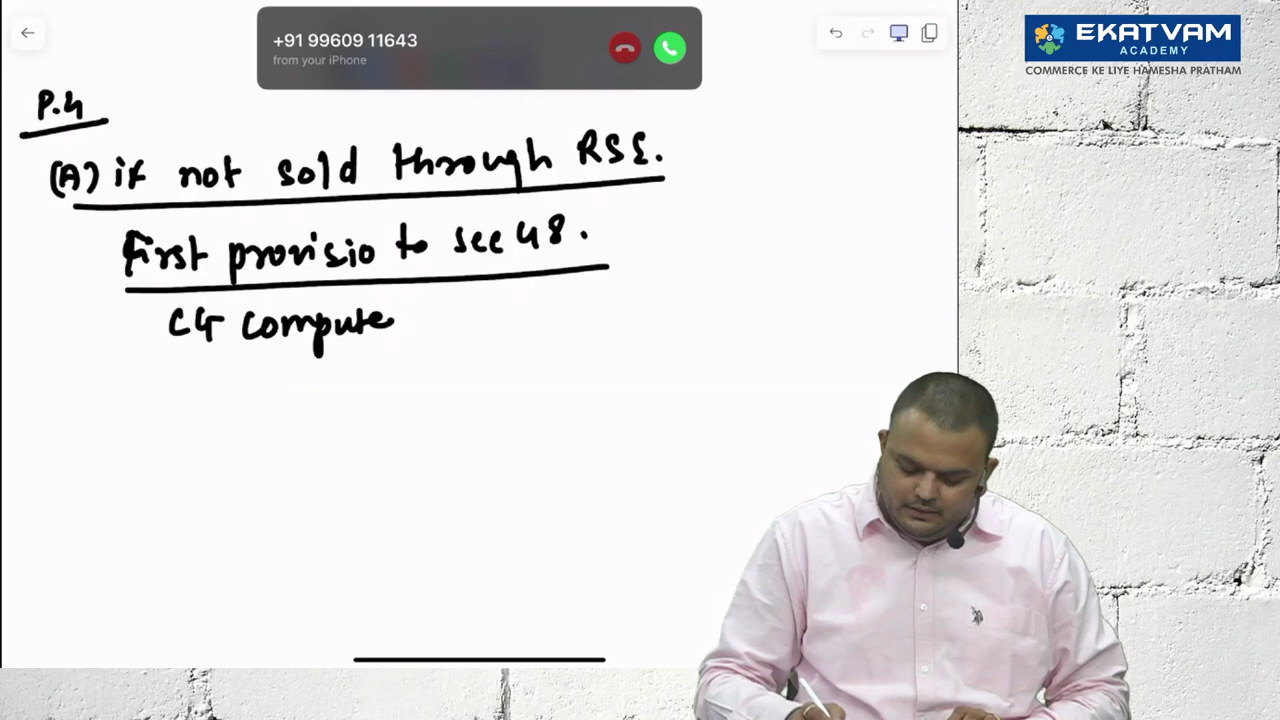 +91 99609 11643
from your iPhone
EKATVAM
ACADEMY
COMMERCE KE LIYE HAMESHA PRATHAM
P.4
(A) if not sold through RSE.
First provisio to sec 48.
CG compute